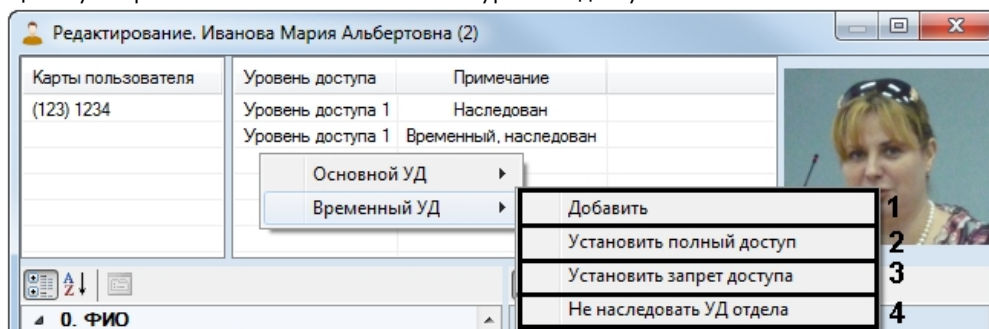 Редактирование. Иванова Мария Альбертовна (2)
Карты пользователя Уровень доступа Примечание
(123) 1234 Уровень доступа 1 Наследован
Уровень доступа 1 Временный, наследован
Основной УД
Временный УД
Добавить 1
Установить полный доступ 2
Установить запрет доступа 3
Не наследовать УД отдела 4
0. ФИО